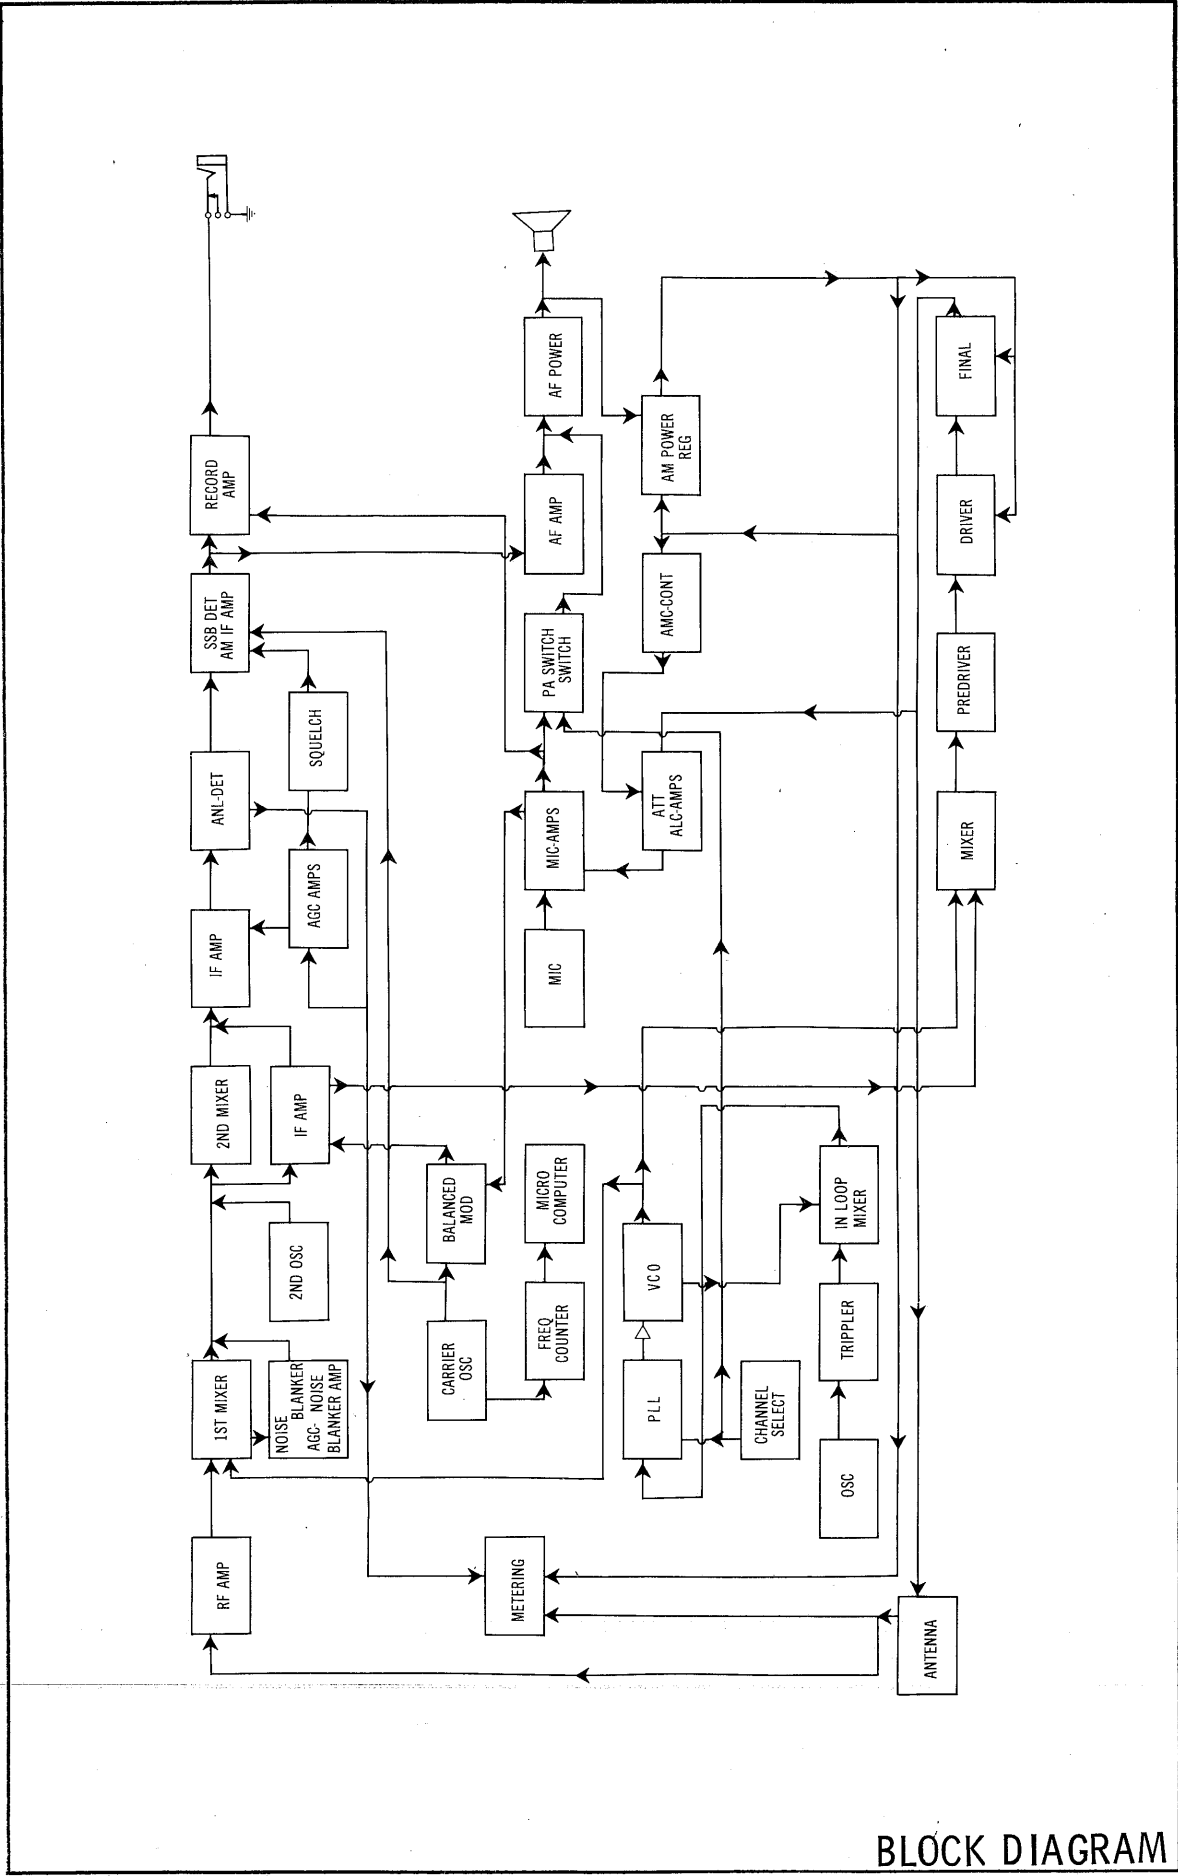 RECORD
AMP
SSB DET
AM IF AMP
ANL-DET
IF AMP
2ND MIXER
1ST MIXER
RF AMP
SQUELCH
AGC AMPS
IF AMP
2ND OSC
NOISE
BLANKER
AGC- NOISE
BLANKER AMP
BALANCED
MOD
CARRIER
OSC
AF POWER
AF AMP
PA SWITCH
SWITCH
MIC-AMPS
MIC
MICRO
COMPUTER
FREQ
COUNTER
METERING
AM POWER
REG
AMC-CONT
ATT
ALC-AMPS
VCO
PLL
CHANNEL
SELECT
IN LOOP
MIXER
TRIPPLER
OSC
FINAL
DRIVER
PREDRIVER
MIXER
ANTENNA
BLOCK DIAGRAM